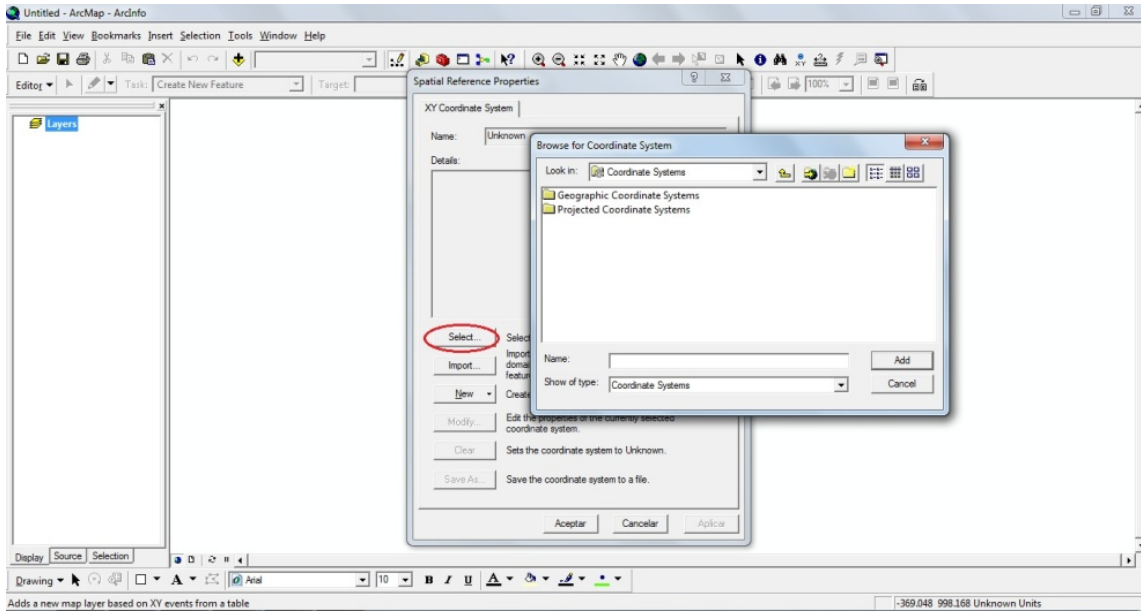 Untitled - ArcMap - ArcInfo
File Edit View Bookmarks Insert Selection Tools Window Help
Editor Task: Create New Feature Target: 100%
Layers
Spatial Reference Properties
XY Coordinate System
Name: Unknown
Details:
Browse for Coordinate System
Look in: Coordinate Systems
Geographic Coordinate Systems
Projected Coordinate Systems
Name: Add
Show of type: Coordinate Systems Cancel
Select... Select
Import... Import
domai
featur
New Create
Modify... Edit the properties of the currently selected
coordinate system.
Clear Sets the coordinate system to Unknown.
Save As... Save the coordinate system to a file.
Aceptar Cancelar Aplicar
Display Source Selection
Drawing A Arial 10 B I U A
Adds a new map layer based on XY events from a table -369.048 998.168 Unknown Units